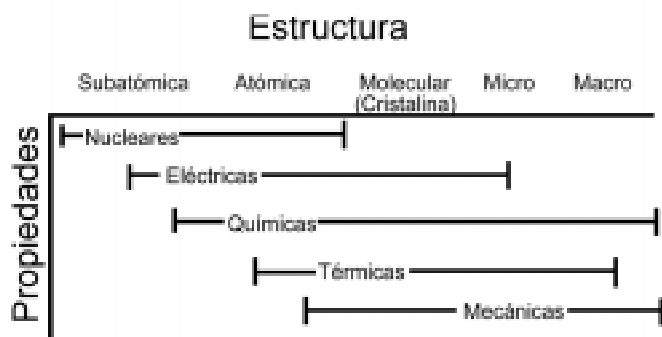 Estructura
Subatómica Atómica Molecular Micro Macro
(Cristalina)
Propiedades
Nucleares
Eléctricas
Químicas
Térmicas
Mecánicas